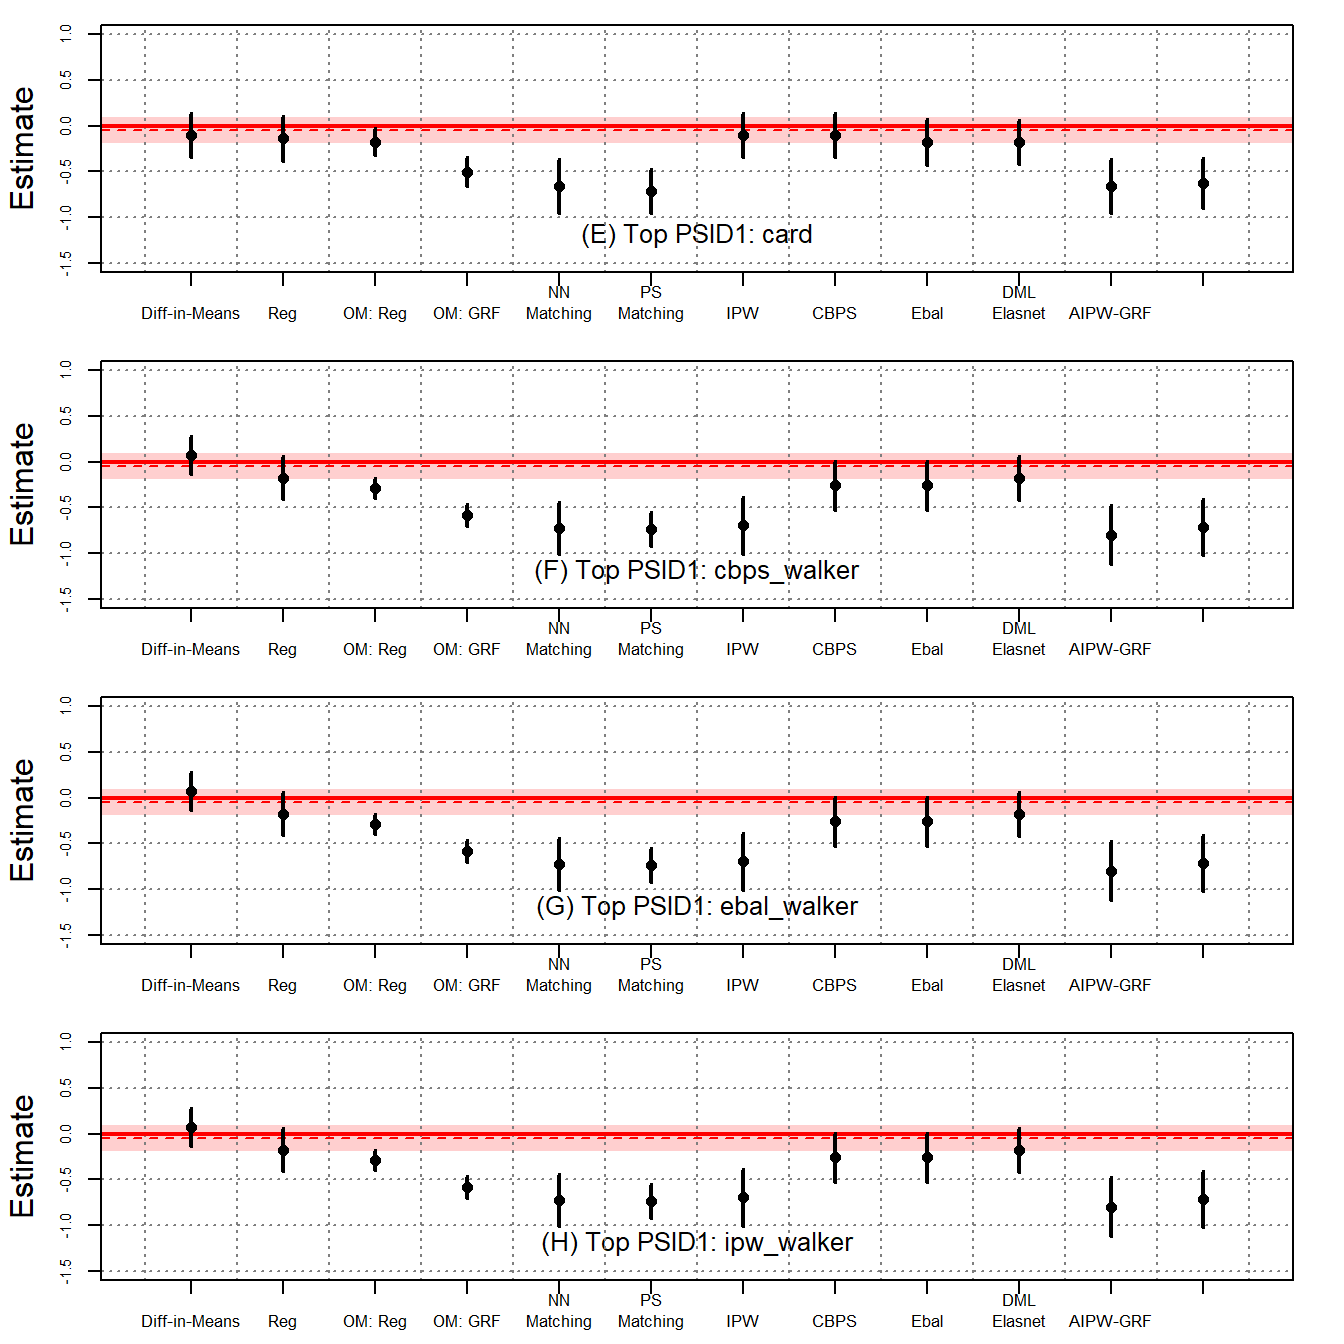 Estimate
1.0
0.5
0.0
-0.5
-1.0
-1.5
(E) Top PSID1: card
NN PS DML
Diff-in-Means Reg OM: Reg OM: GRF Matching Matching IPW CBPS Ebal Elasnet AIPW-GRF
Estimate
1.0
0.5
0.0
-0.5
-1.0
-1.5
(F) Top PSID1: cbps_walker
NN PS DML
Diff-in-Means Reg OM: Reg OM: GRF Matching Matching IPW CBPS Ebal Elasnet AIPW-GRF
Estimate
1.0
0.5
0.0
-0.5
-1.0
-1.5
(G) Top PSID1: ebal_walker
NN PS DML
Diff-in-Means Reg OM: Reg OM: GRF Matching Matching IPW CBPS Ebal Elasnet AIPW-GRF
Estimate
1.0
0.5
0.0
-0.5
-1.0
-1.5
(H) Top PSID1: ipw_walker
NN PS DML
Diff-in-Means Reg OM: Reg OM: GRF Matching Matching IPW CBPS Ebal Elasnet AIPW-GRF